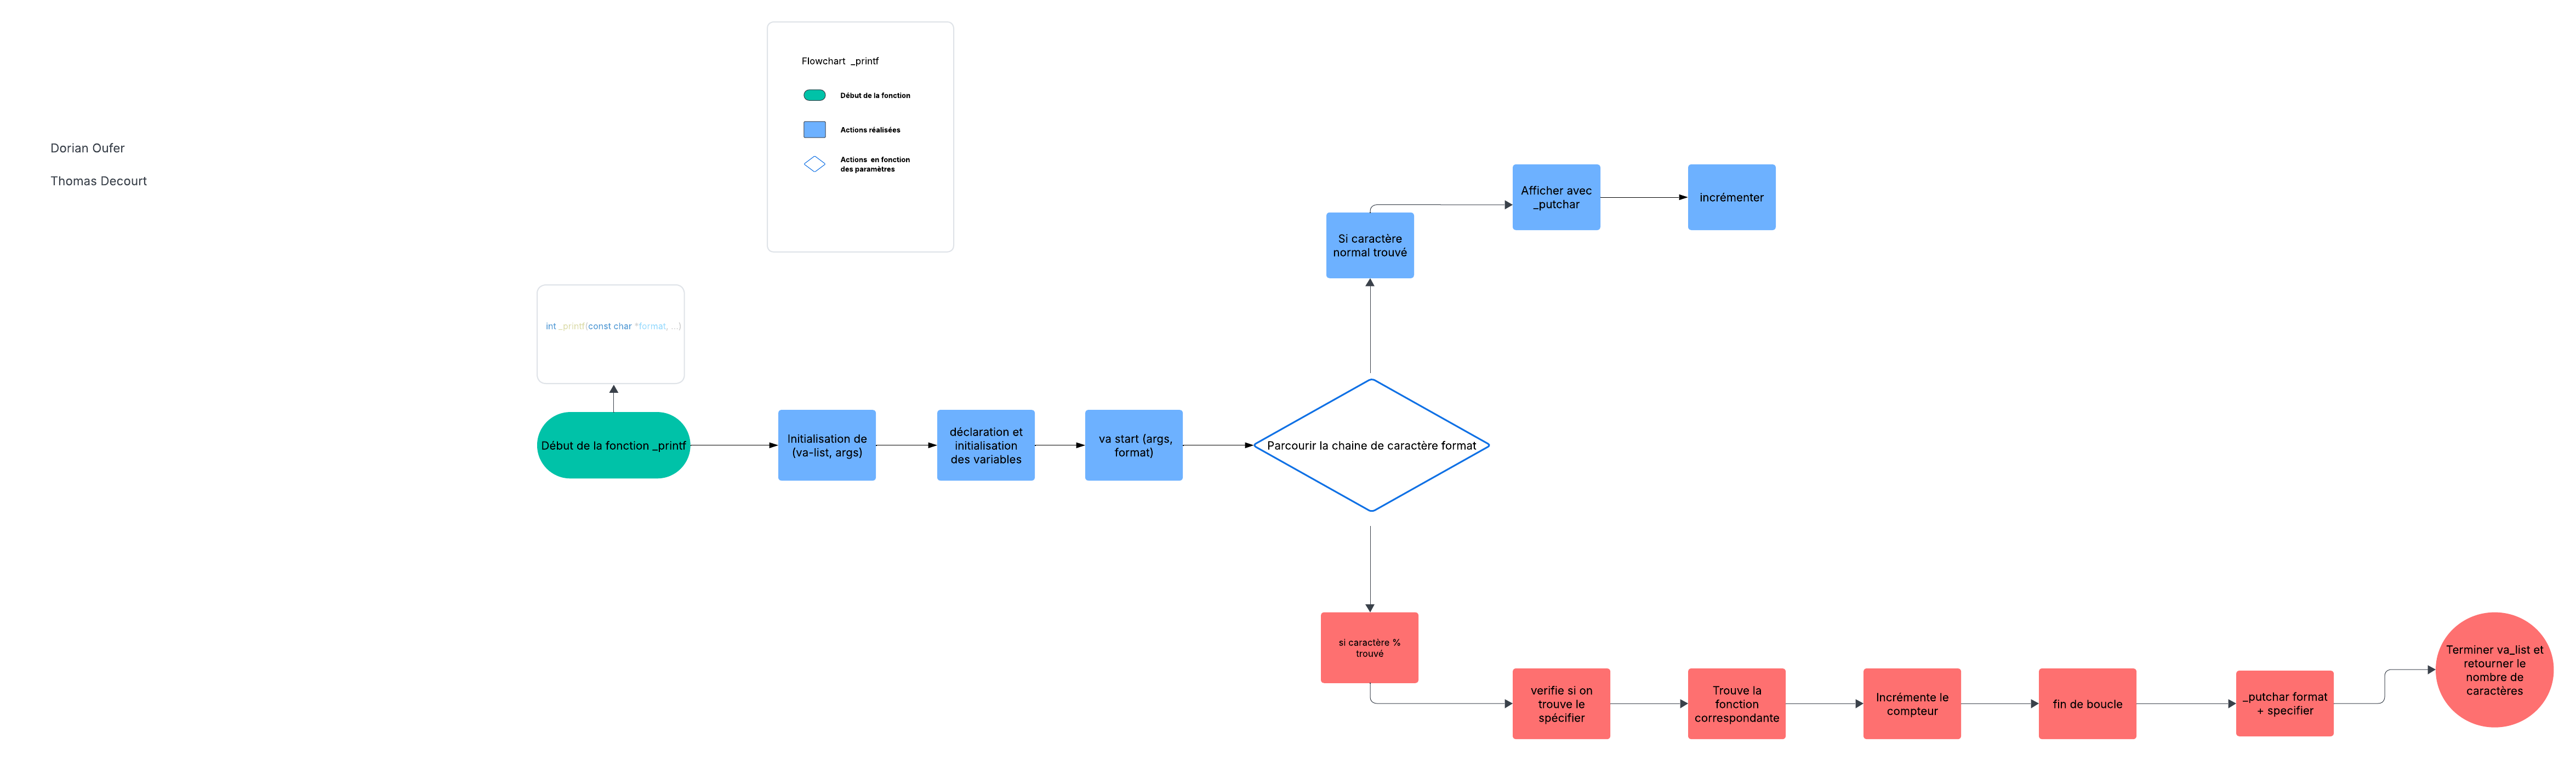 Flowchart _printf
Début de la fonction
Actions réalisées
Actions en fonction
des paramètres
Dorian Oufer
Thomas Decourt
int _printf(const char *format, ...)
Début de la fonction _printf
Initialisation de
(va-list, args)
déclaration et
initialisation
des variables
va start (args,
format)
Parcourir la chaine de caractère format
Si caractère
normal trouvé
Afficher avec
_putchar
incrémenter
si caractère %
trouvé
verifie si on
trouve le
spécifier
Trouve la
fonction
correspondante
Incrémente le
compteur
fin de boucle
_putchar format
+ specifier
Terminer va_list et
retourner le
nombre de
caractères